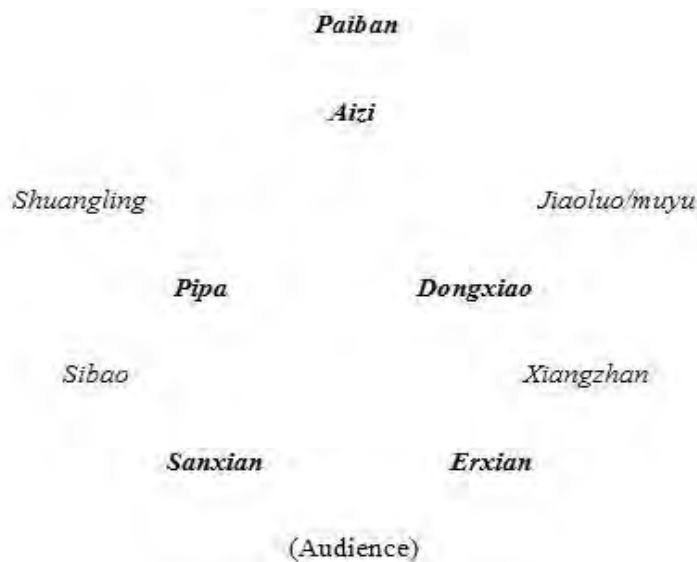 Paiban
Aizi
Shuangling Jiaoluo/muyu
Pipa Dongxiao
Sibao Xiangzhan
Sanxian Erxian
(Audience)